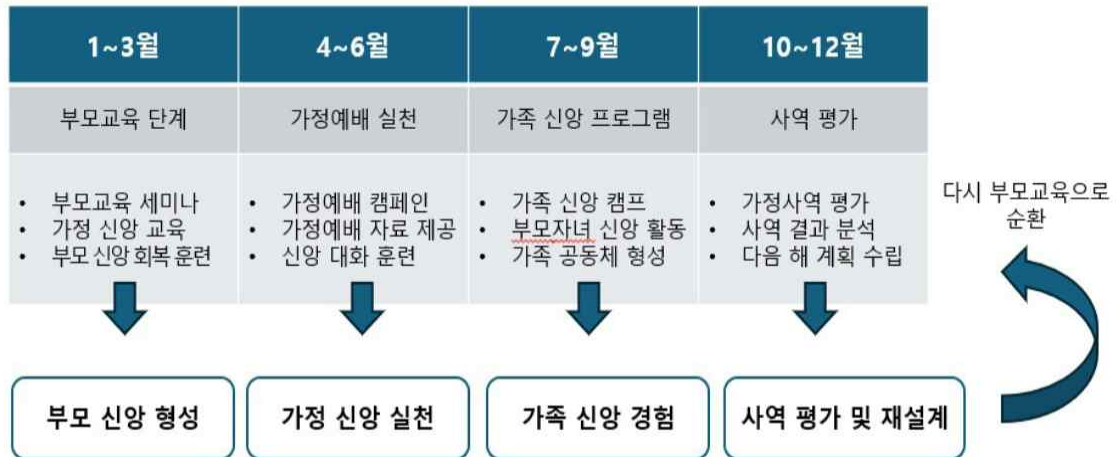 1~3월 4~6월 7~9월 10~12월
부모교육 단계 가정예배 실천 가족 신앙 프로그램 사역 평가
• 부모교육 세미나
• 가정 신앙 교육
• 부모 신앙 회복 훈련
• 가정예배 캠페인
• 가정예배 자료 제공
• 신앙 대화 훈련
• 가족 신앙 캠프
• 부모자녀 신앙 활동
• 가족 공동체 형성
• 가정사역 평가
• 사역 결과 분석
• 다음 해 계획 수립
다시 부모교육으로
순환
부모 신앙 형성 가정 신앙 실천 가족 신앙 경험 사역 평가 및 재설계